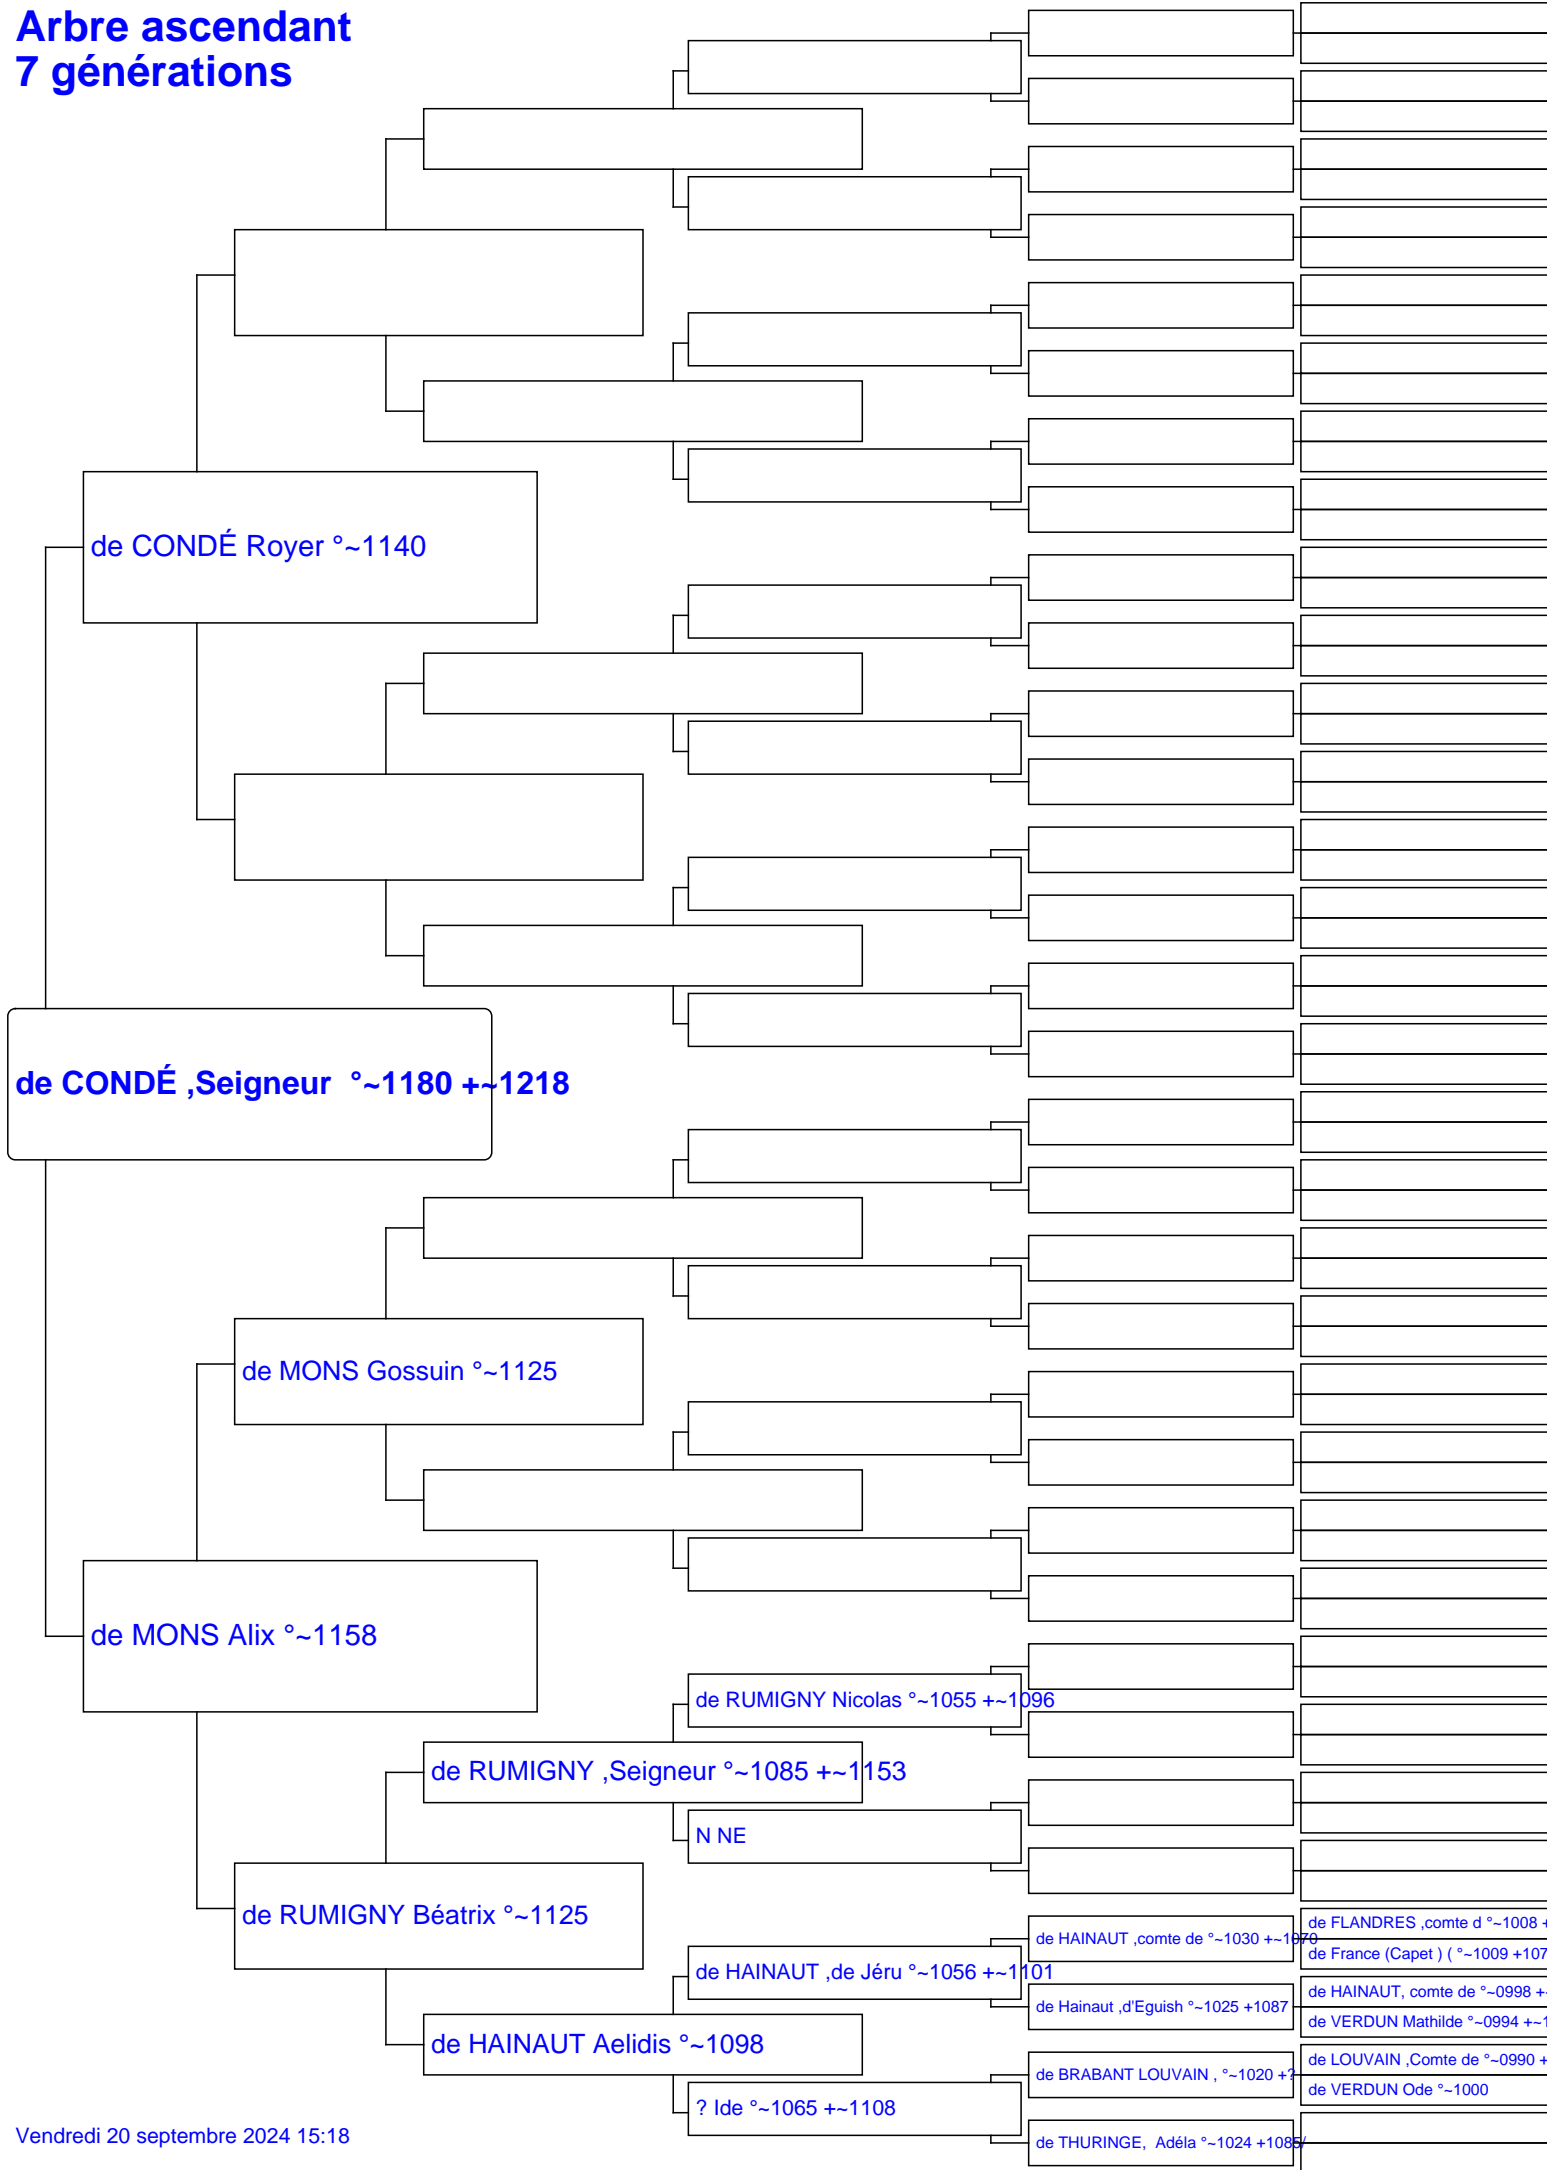 Arbre ascendant
7 générations
de CONDÉ Royer °~1140
de CONDÉ ,Seigneur  °~1180 +~1218
de MONS Gossuin °~1125
de MONS Alix °~1158
de RUMIGNY Nicolas °~1055 +~1096
de RUMIGNY ,Seigneur °~1085 +~1153
N NE
de RUMIGNY Béatrix °~1125
de FLANDRES ,comte d °~1008 +
de HAINAUT ,comte de °~1030 +~1070
de France (Capet ) ( °~1009 +107
de HAINAUT ,de Jéru °~1056 +~1101
de HAINAUT, comte de °~0998 +~
de Hainaut ,d'Eguish °~1025 +1087
de VERDUN Mathilde °~0994 +~1
de HAINAUT Aelidis °~1098
de LOUVAIN ,Comte de °~0990 +
de BRABANT LOUVAIN , °~1020 +?
de VERDUN Ode °~1000
? Ide °~1065 +~1108
de THURINGE,  Adéla °~1024 +1085/
Vendredi 20 septembre 2024 15:18